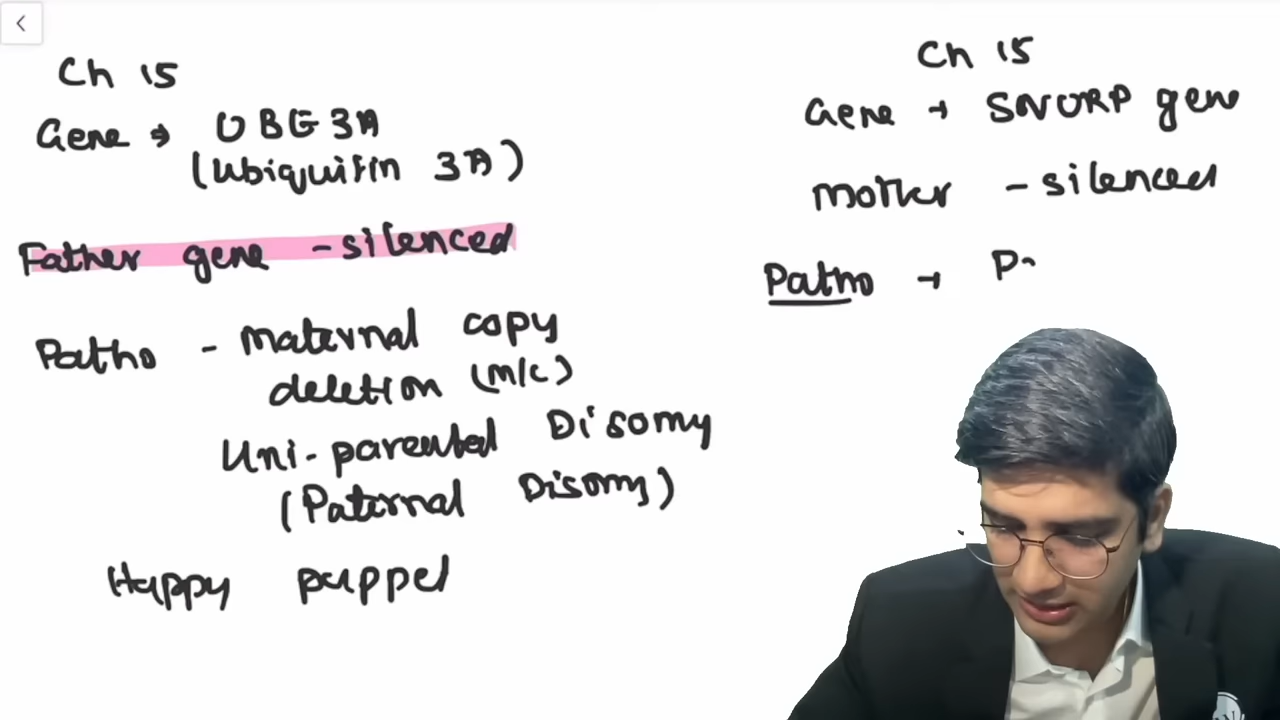 Ch 15
Gene → UBE3A
(Ubiquitin 3A)
Father gene - silenced
Patho - Maternal copy
deletion (M/C)
Uni-parental Disomy
(Paternal Disomy)
Happy puppet
Ch 15
Gene → SNURP gene
Mother - silenced
Patho → Pa